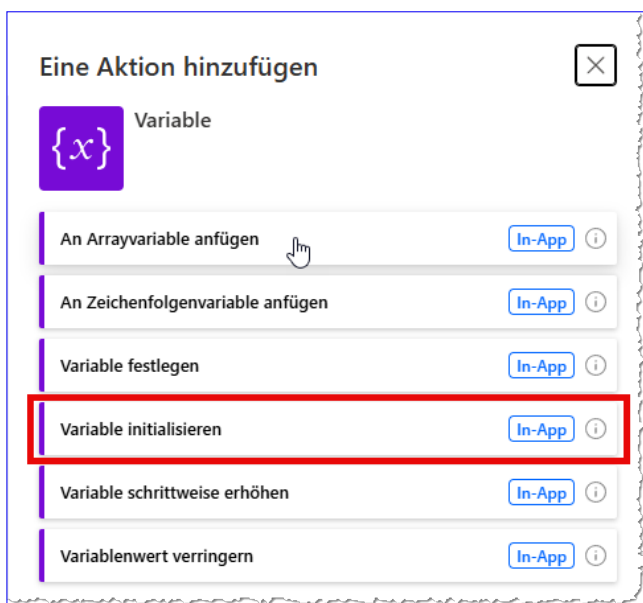 Eine Aktion hinzufügen
{x}
Variable
An Arrayvariable anfügen In-App
An Zeichenfolgenvariable anfügen In-App
Variable festlegen In-App
Variable initialisieren In-App
Variable schrittweise erhöhen In-App
Variablenwert verringern In-App